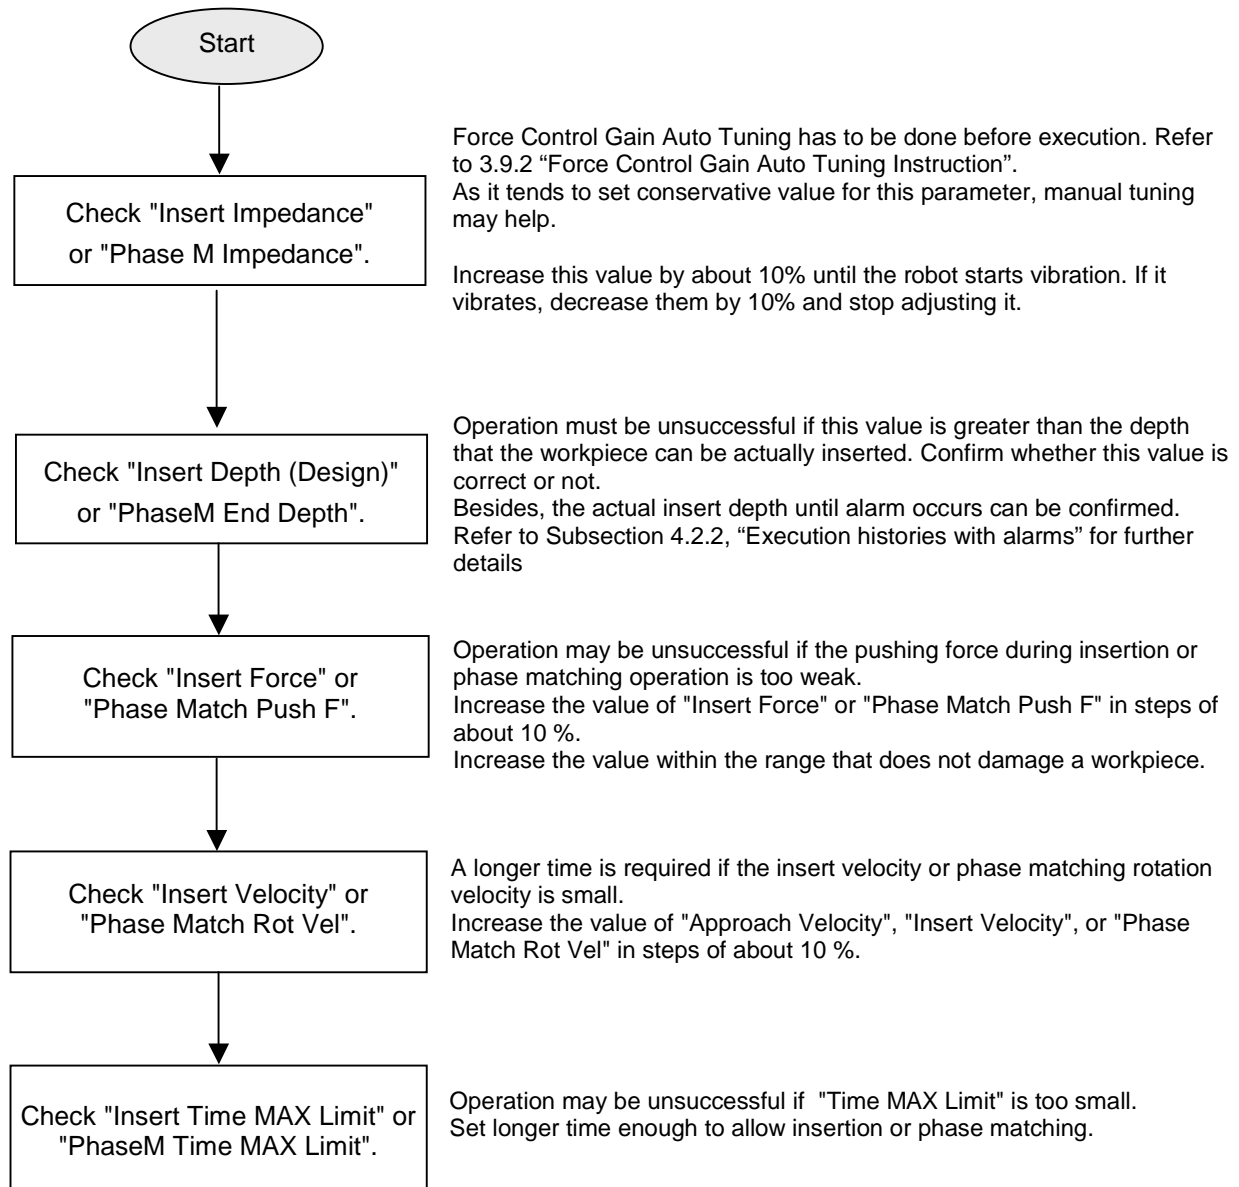 Start
Force Control Gain Auto Tuning has to be done before execution. Refer
to 3.9.2 “Force Control Gain Auto Tuning Instruction”.
As it tends to set conservative value for this parameter, manual tuning
may help.
Check "Insert Impedance"
or "Phase M Impedance".
Increase this value by about 10% until the robot starts vibration. If it
vibrates, decrease them by 10% and stop adjusting it.
Operation must be unsuccessful if this value is greater than the depth
that the workpiece can be actually inserted. Confirm whether this value is
correct or not.
Besides, the actual insert depth until alarm occurs can be confirmed.
Refer to Subsection 4.2.2, “Execution histories with alarms” for further
details
Check "Insert Depth (Design)"
or "PhaseM End Depth".
Operation may be unsuccessful if the pushing force during insertion or
phase matching operation is too weak.
Increase the value of "Insert Force" or "Phase Match Push F" in steps of
about 10 %.
Increase the value within the range that does not damage a workpiece.
Check "Insert Force" or
"Phase Match Push F".
A longer time is required if the insert velocity or phase matching rotation
velocity is small.
Increase the value of "Approach Velocity", "Insert Velocity", or "Phase
Match Rot Vel" in steps of about 10 %.
Check "Insert Velocity" or
"Phase Match Rot Vel".
Check "Insert Time MAX Limit" or
"PhaseM Time MAX Limit".
Operation may be unsuccessful if  "Time MAX Limit" is too small.
Set longer time enough to allow insertion or phase matching.